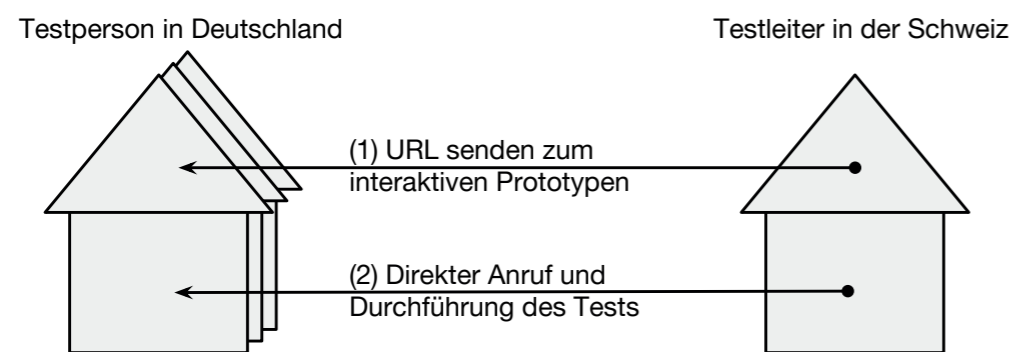 Testperson in Deutschland
Testleiter in der Schweiz
(1) URL senden zum
interaktiven Prototypen
(2) Direkter Anruf und
Durchführung des Tests